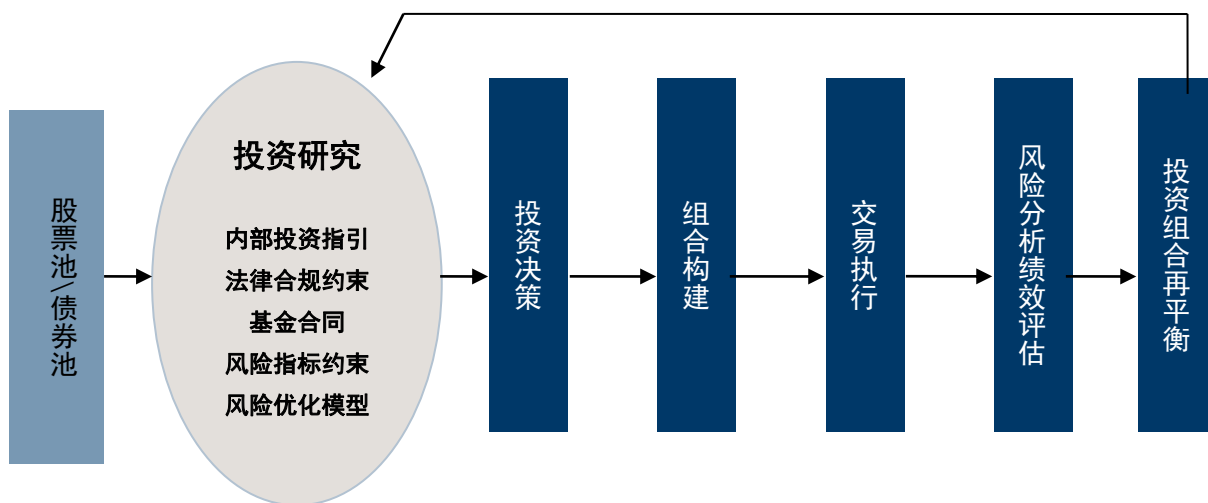 股票池/债券池
投资研究
内部投资指引
法律合规约束
基金合同
风险指标约束
风险优化模型
投资决策
组合构建
交易执行
风险分析绩效评估
投资组合再平衡